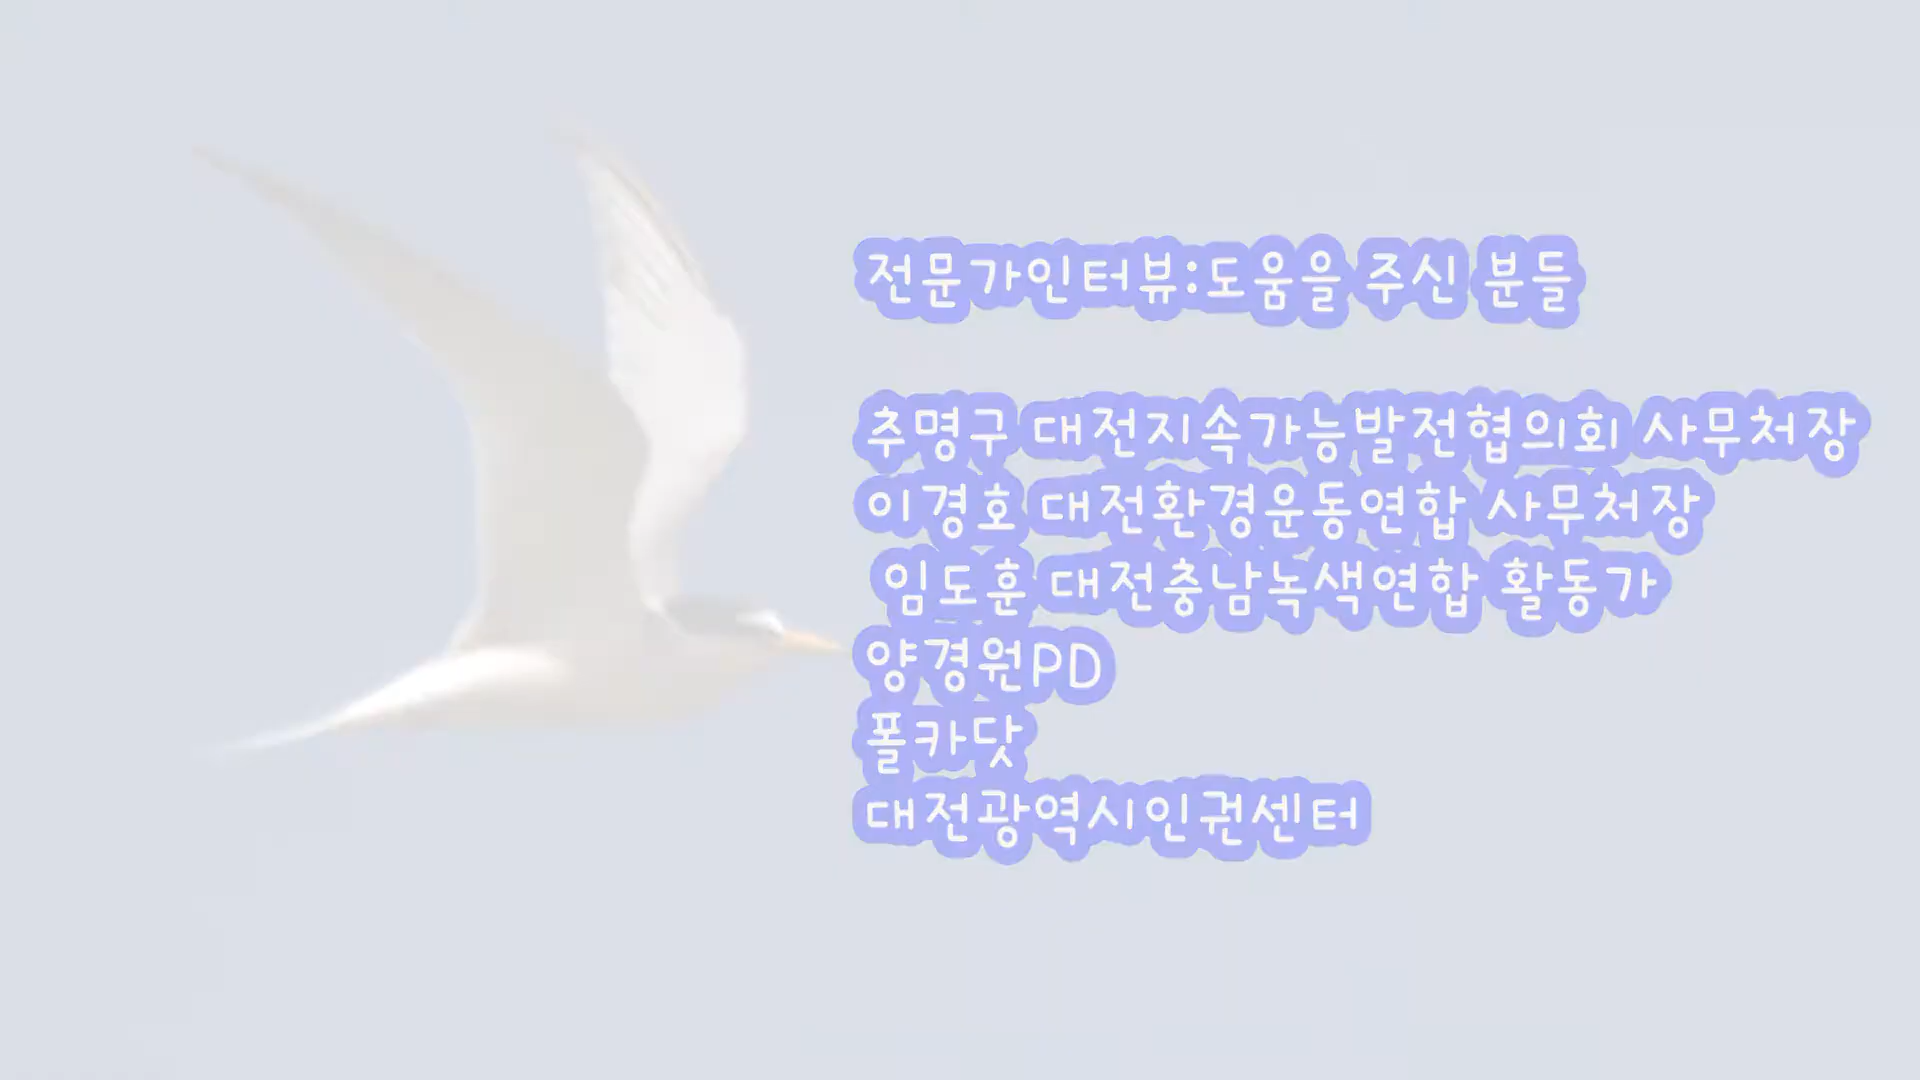 전문가인터뷰:도움을 주신 분들
추명구 대전지속가능발전협의회 사무처장
이경호 대전환경운동연합 사무처장
임도훈 대전충남녹색연합 활동가
양경원PD
폴카닷
대전광역시인권센터